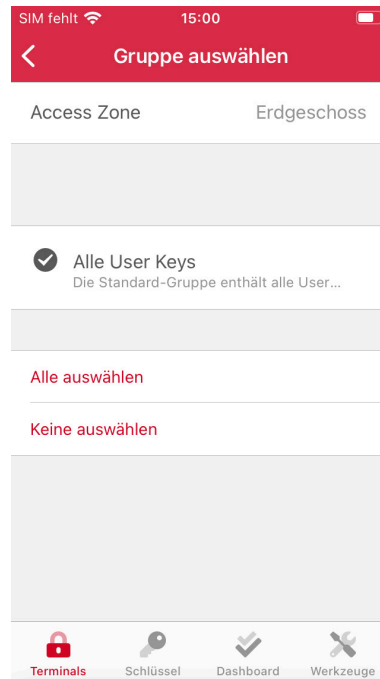 SIM fehlt 15:00
Gruppe auswählen
Access Zone Erdgeschoss
Alle User Keys
Die Standard-Gruppe enthält alle User...
Alle auswählen
Keine auswählen
Terminals Schlüssel Dashboard Werkzeuge